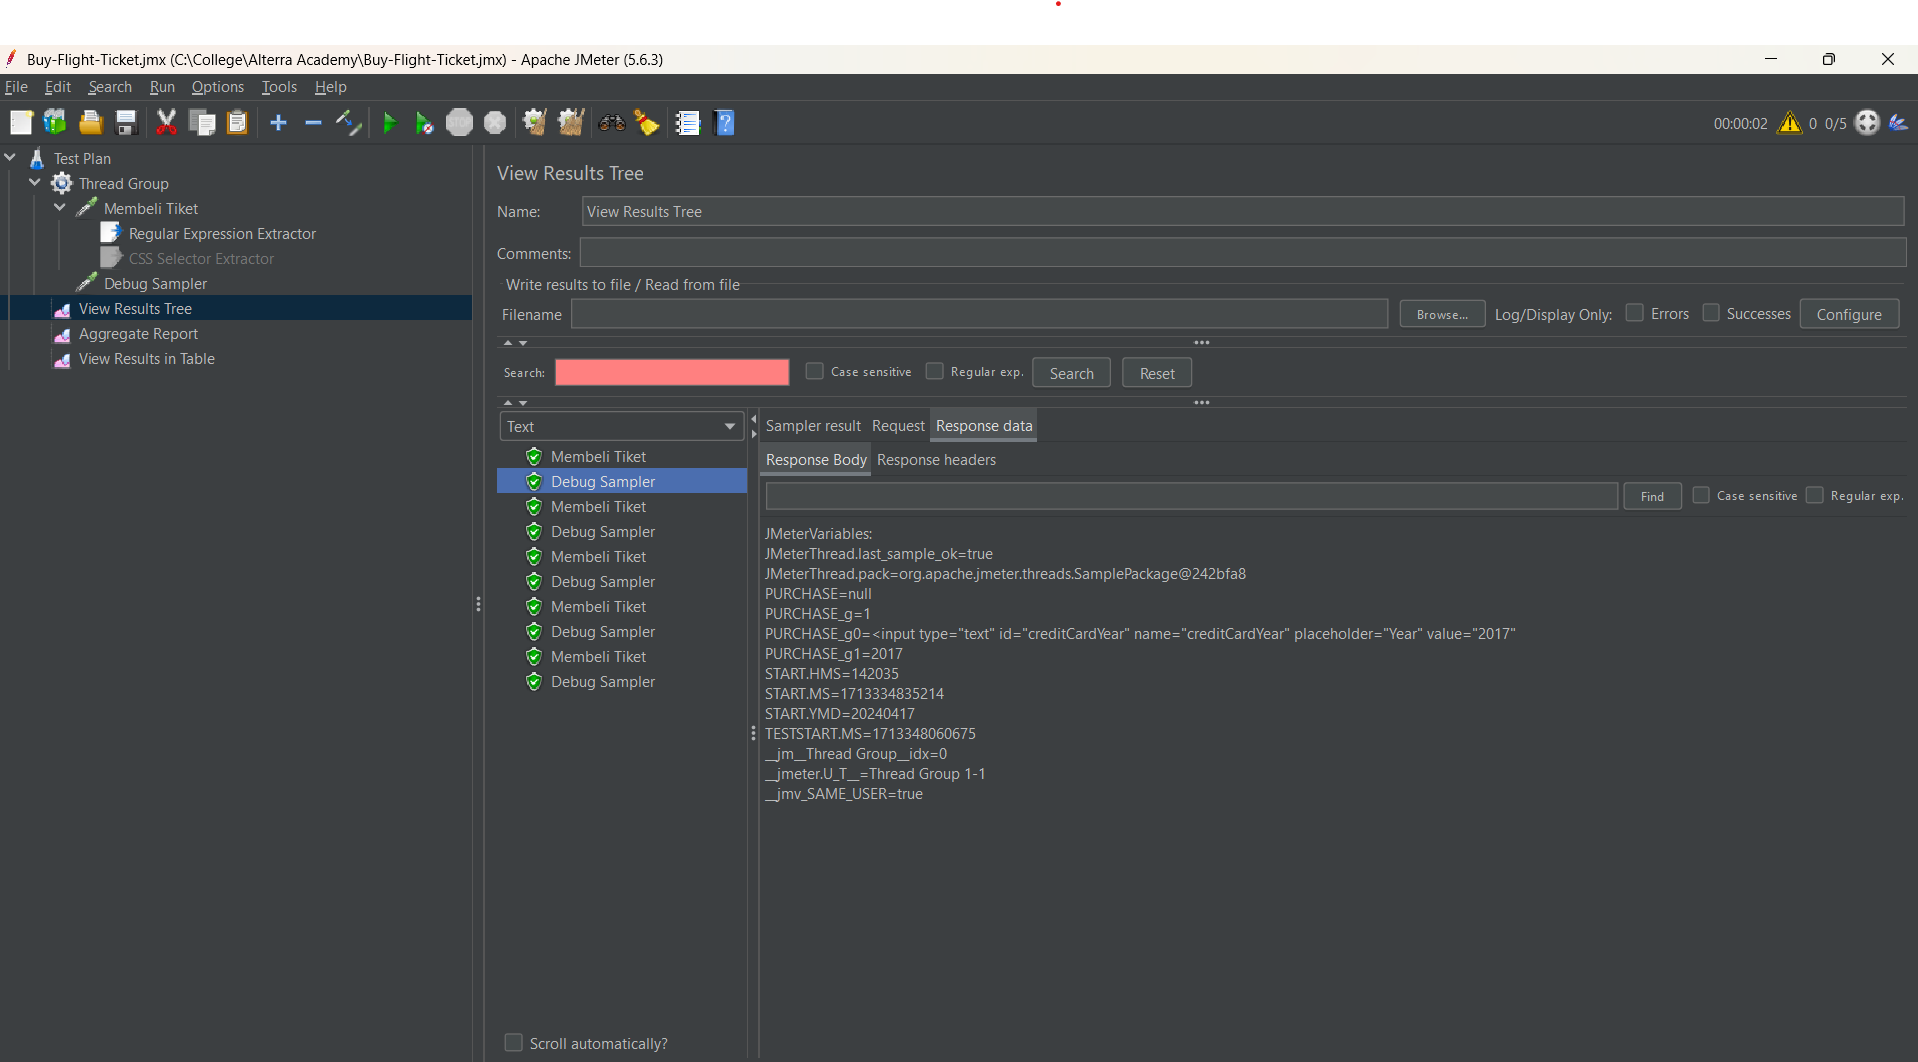 Buy-Flight-Ticket.jmx (C:\College\Alterra Academy\Buy-Flight-Ticket.jmx) - Apache JMeter (5.6.3)
File Edit Search Run Options Tools Help
STOP
00:00:02 0 0/5
Test Plan
Thread Group
Membeli Tiket
Regular Expression Extractor
CSS Selector Extractor
Debug Sampler
View Results Tree
Aggregate Report
View Results in Table
View Results Tree
Name: View Results Tree
Comments:
Write results to file / Read from file
Filename Browse... Log/Display Only: Errors Successes Configure
Search: Case sensitive Regular exp. Search Reset
Text
Membeli Tiket
Debug Sampler
Membeli Tiket
Debug Sampler
Membeli Tiket
Debug Sampler
Membeli Tiket
Debug Sampler
Membeli Tiket
Debug Sampler
Scroll automatically?
Sampler result Request Response data
Response Body Response headers
Find Case sensitive Regular exp.
JMeterVariables:
JMeterThread.last_sample_ok=true
JMeterThread.pack=org.apache.jmeter.threads.SamplePackage@242bfa8
PURCHASE=null
PURCHASE_g=1
PURCHASE_g0=<input type="text" id="creditCardYear" name="creditCardYear" placeholder="Year" value="2017"
PURCHASE_g1=2017
START.HMS=142035
START.MS=1713334835214
START.YMD=20240417
TESTSTART.MS=1713348060675
__jm__Thread Group__idx=0
__jmeter.U_T__=Thread Group 1-1
__jmv_SAME_USER=true